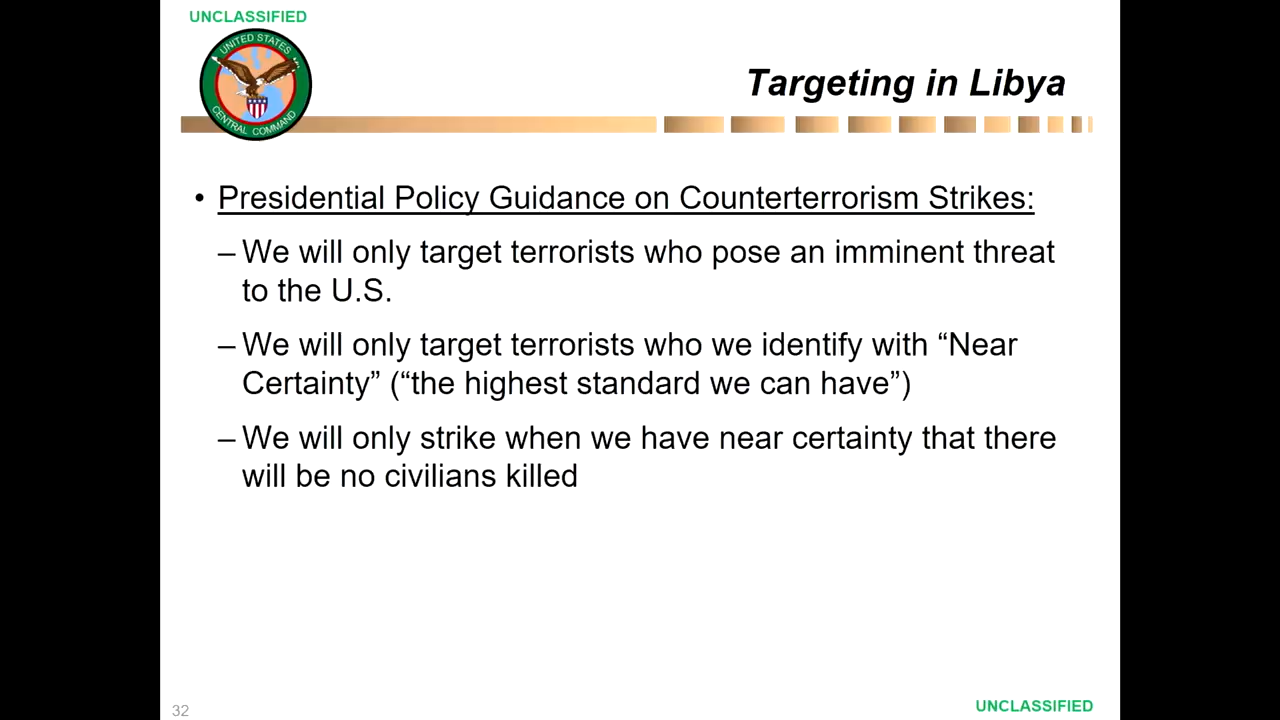 UNCLASSIFIED
UNITED STATES
CENTRAL COMMAND
Targeting in Libya
• Presidential Policy Guidance on Counterterrorism Strikes:
– We will only target terrorists who pose an imminent threat
to the U.S.
– We will only target terrorists who we identify with “Near
Certainty” (“the highest standard we can have”)
– We will only strike when we have near certainty that there
will be no civilians killed
32
UNCLASSIFIED